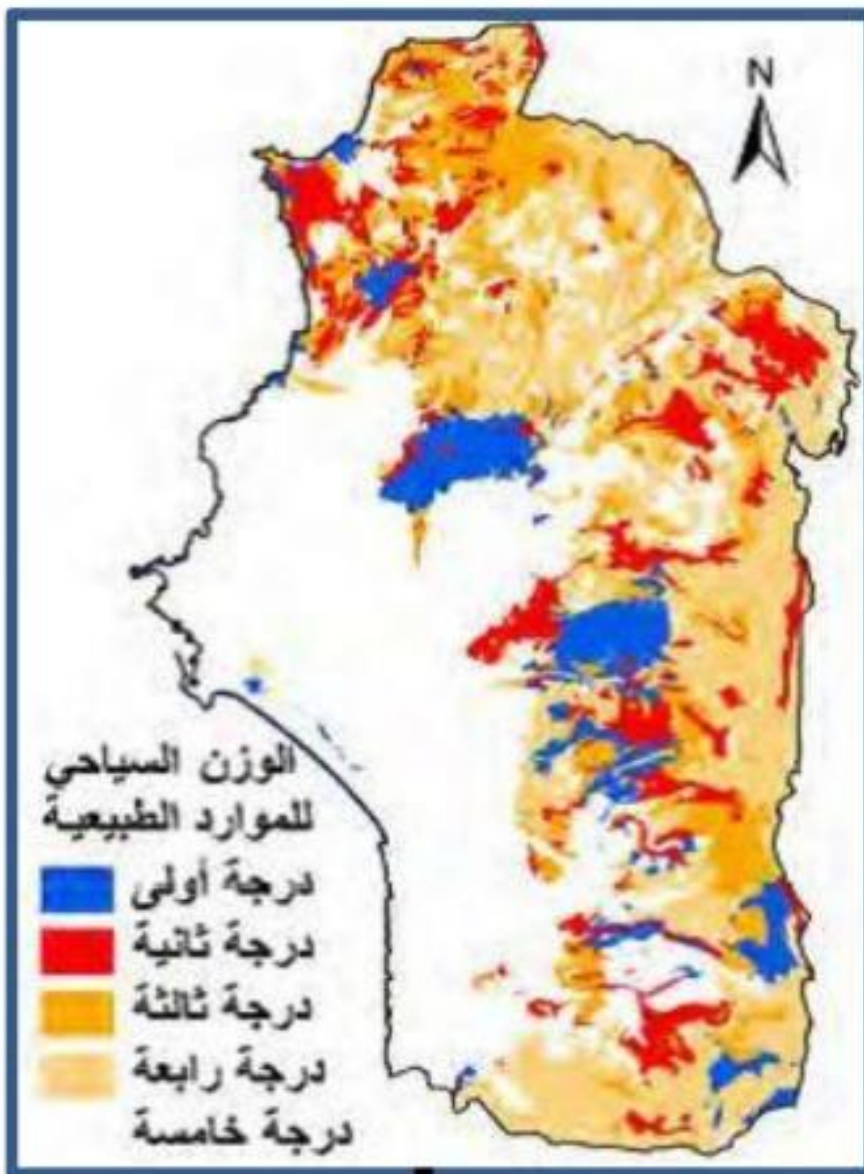 N
الوزن السياحي
للموارد الطبيعية
درجة أولى
درجة ثانية
درجة ثالثة
درجة رابعة
درجة خامسة